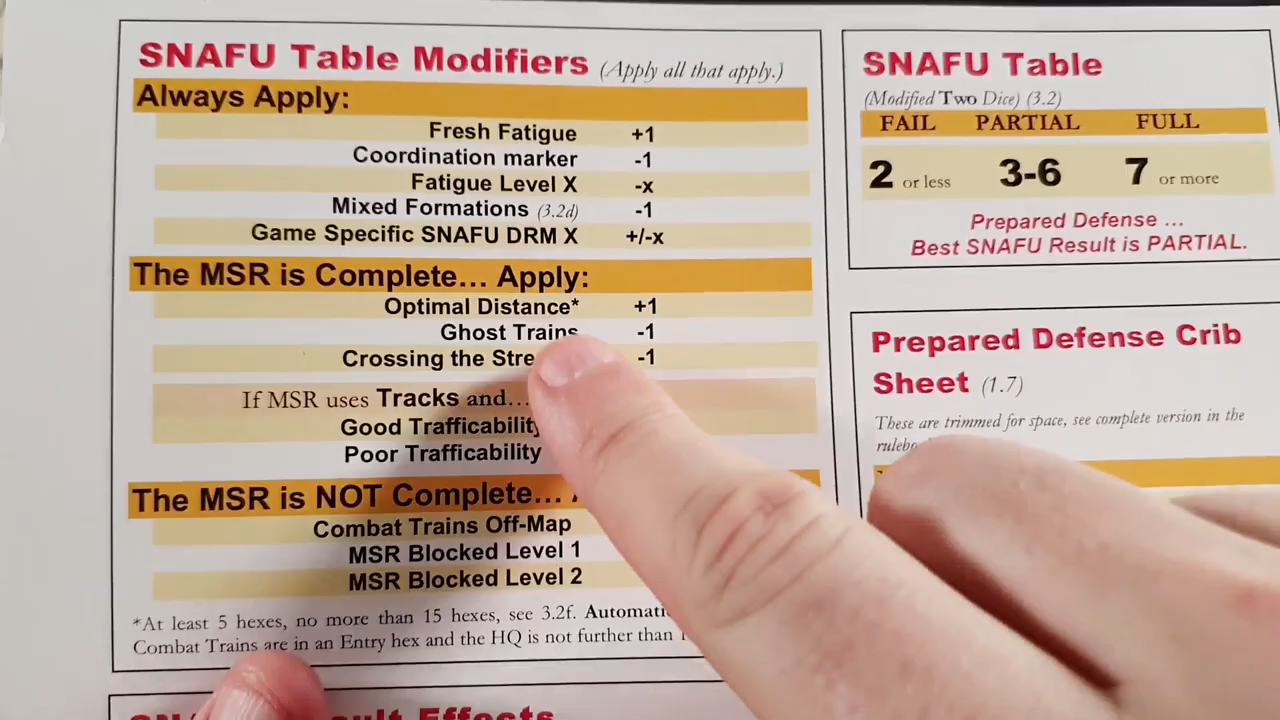 SNAFU Table Modifiers (Apply all that apply.)
Always Apply:
Fresh Fatigue +1
Coordination marker -1
Fatigue Level X -x
Mixed Formations (3.2d) -1
Game Specific SNAFU DRM X +/-x
The MSR is Complete... Apply:
Optimal Distance* +1
Ghost Trains -1
Crossing the -1
If MSR uses Tracks and...
Good Trafficability
Poor Trafficability
The MSR is NOT Complete...
Combat Trains Off-Map
MSR Blocked Level 1
MSR Blocked Level 2
*At least 5 hexes, no more than 15 hexes, see 3.2f.
Combat Trains are in an Entry hex and the HQ is not further than
SNAFU Table
(Modified Two Dice) (3.2)
FAIL PARTIAL FULL
2 or less 3-6 7 or more
Prepared Defense ...
Best SNAFU Result is PARTIAL.
Prepared Defense Crib
Sheet (1.7)
These are trimmed for space, see complete version in the